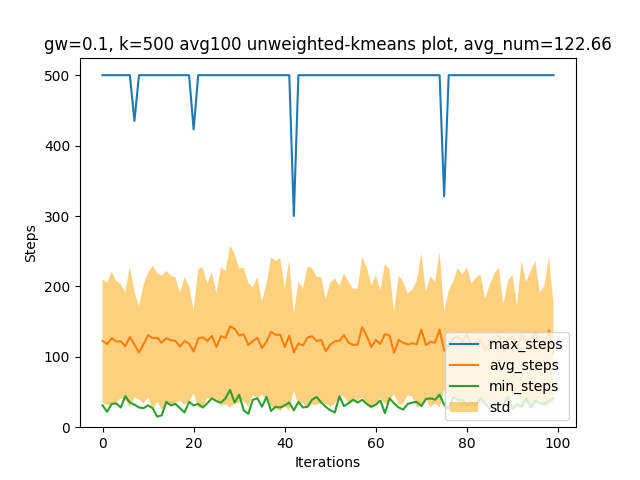 gw=0.1, k=500 avg100 unweighted-kmeans plot, avg_num=122.66
500
400
300
200
100
0
Steps
max_steps
avg_steps
min_steps
std
0 20 40 60 80 100
Iterations